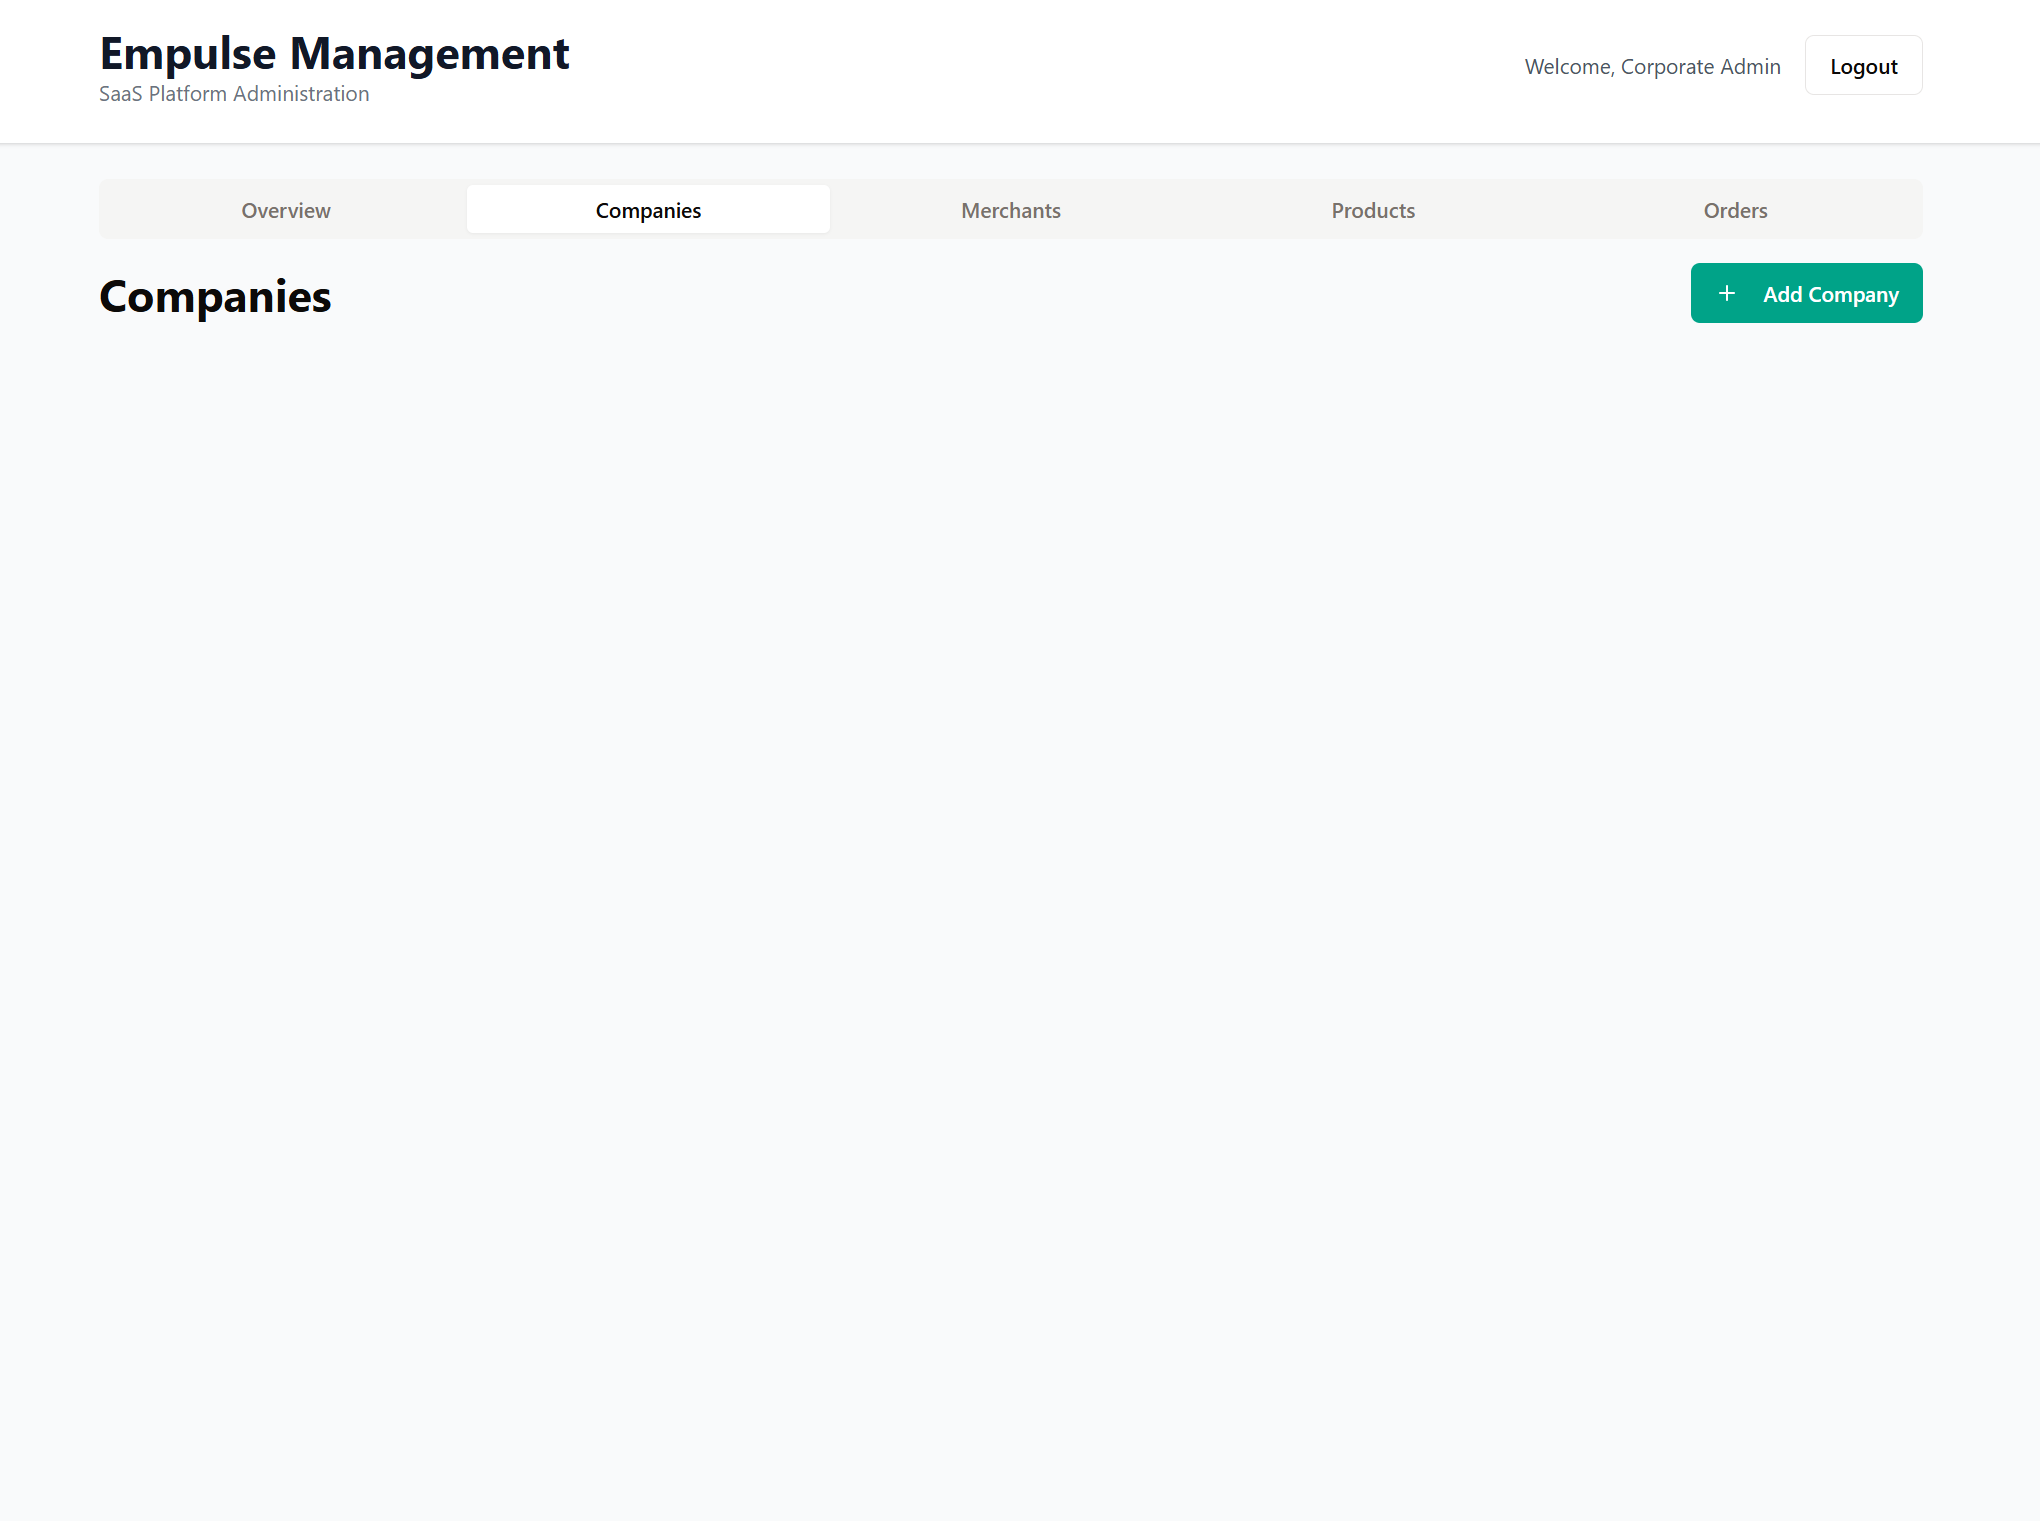 Empulse Management
SaaS Platform Administration
Welcome, Corporate Admin
Logout
Overview
Companies
Merchants
Products
Orders
Companies
+ Add Company